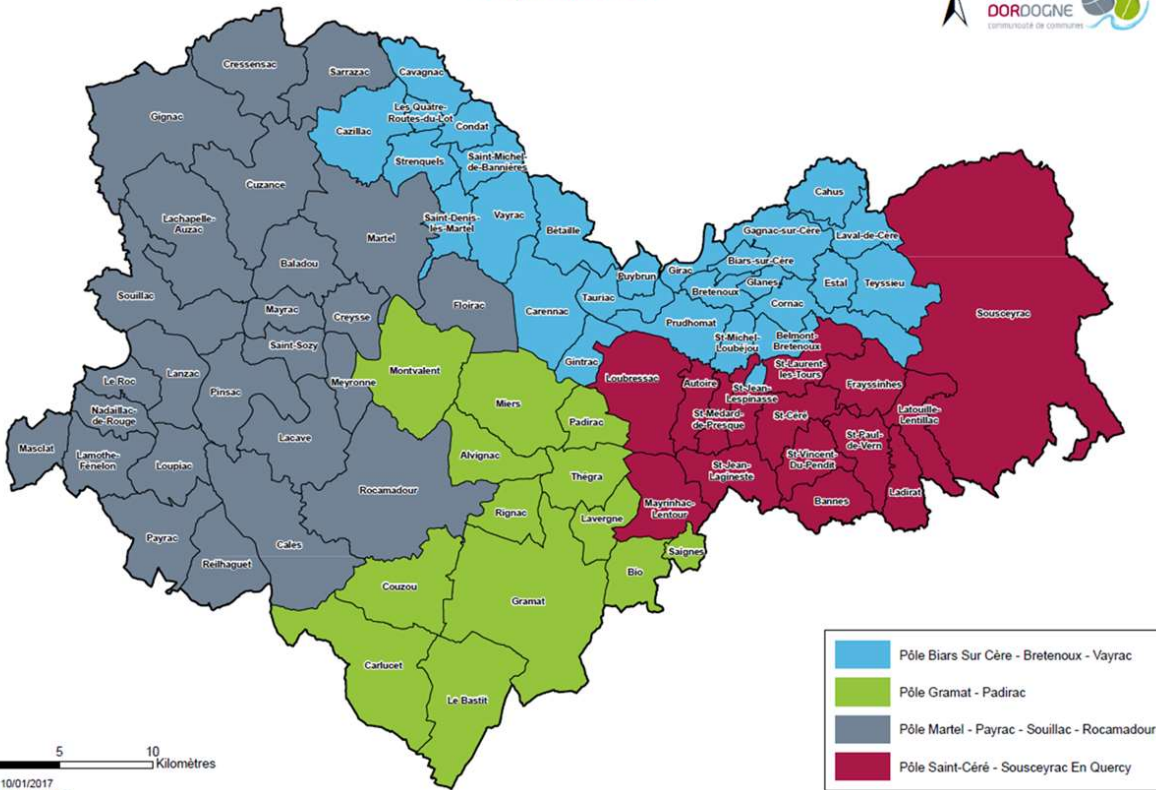 DORDOGNE
communauté de communes
Cressensac
Sarrazac
Cavagnac
Gignac
Les Quatre-
Routes-du-Lot
Condat
Cazillac
Strenquels
Saint-Michel-
de-Bannières
Cuzance
Lachapelle-
Auzac
Martel
Saint-Denis-
lès-Martel
Vayrac
Bétaille
Cahus
Gagnac-sur-Cère
Laval-de-Cère
Baladou
Biars-sur-Cère
Puybrun
Girac
Glanes
Estal
Teyssieu
Souillac
Mayrac
Creysse
Floirac
Carennac
Tauriac
Bretenoux
Cornac
Sousceyrac
Prudhomat
St-Michel-
Loubéjou
Belmont-
Bretenoux
Saint-Sozy
Gintrac
St-Laurent-
les-Tours
Le Roc
Lanzac
Pinsac
Meyronne
Montvalent
Loubressac
Autoire
St-Jean-
Lespinasse
Frayssinhes
Nadaillac-
de-Rouge
Miers
Padirac
St-Médard-
de-Presque
St-Céré
Latouille-
Lentillac
Masclat
Lamothe-
Fénelon
Loupiac
Lacave
Alvignac
Thégra
St-Jean-
Lagineste
St-Vincent-
Du-Pendit
St-Paul-
de-Vern
Rocamadour
Rignac
Lavergne
Mayrinhac-
Lentour
Bannes
Ladirat
Payrac
Reilhaguet
Cales
Couzou
Gramat
Bio
Saignes
Carlucet
Le Bastit
Pôle Biars Sur Cère - Bretenoux - Vayrac
Pôle Gramat - Padirac
Pôle Martel - Payrac - Souillac - Rocamadour
Pôle Saint-Céré - Sousceyrac En Quercy
5 10
Kilomètres
10/01/2017